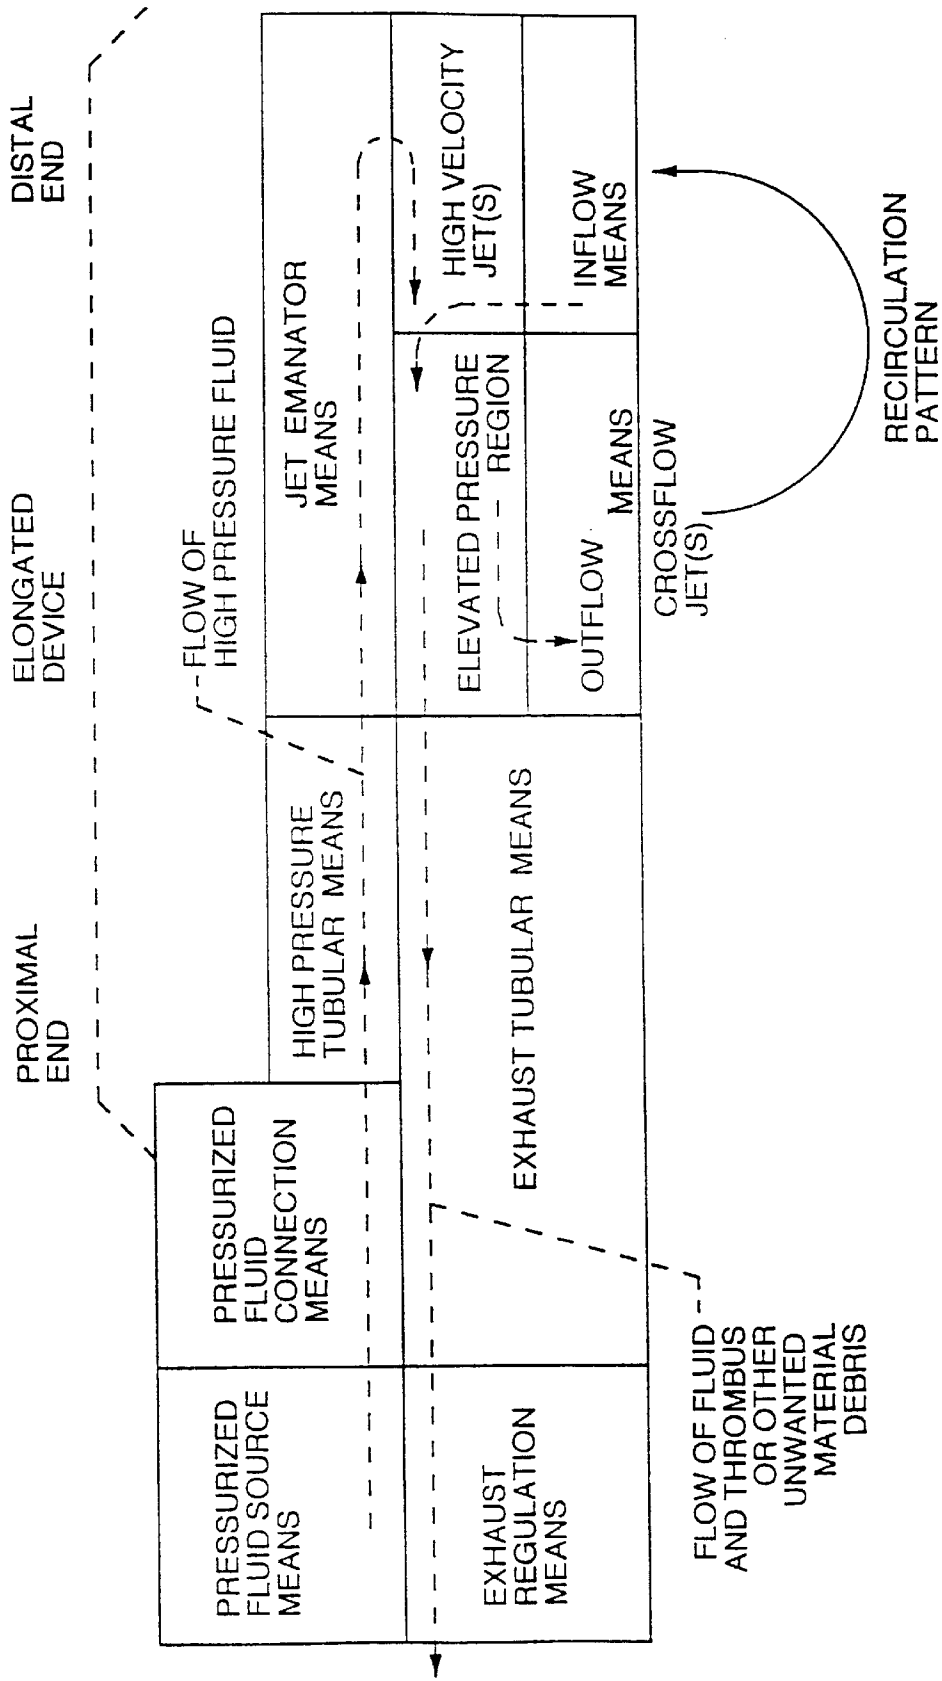 PROXIMAL
END
ELONGATED
DEVICE
DISTAL
END
FLOW OF
HIGH PRESSURE FLUID
PRESSURIZED
FLUID SOURCE
MEANS
PRESSURIZED
FLUID
CONNECTION
MEANS
HIGH PRESSURE
TUBULAR MEANS
JET EMANATOR
MEANS
HIGH VELOCITY
JET(S)
ELEVATED PRESSURE
REGION
INFLOW
MEANS
OUTFLOW
MEANS
EXHAUST TUBULAR MEANS
EXHAUST
REGULATION
MEANS
CROSSFLOW
JET(S)
RECIRCULATION
PATTERN
FLOW OF FLUID
AND THROMBUS
OR OTHER
UNWANTED
MATERIAL
DEBRIS